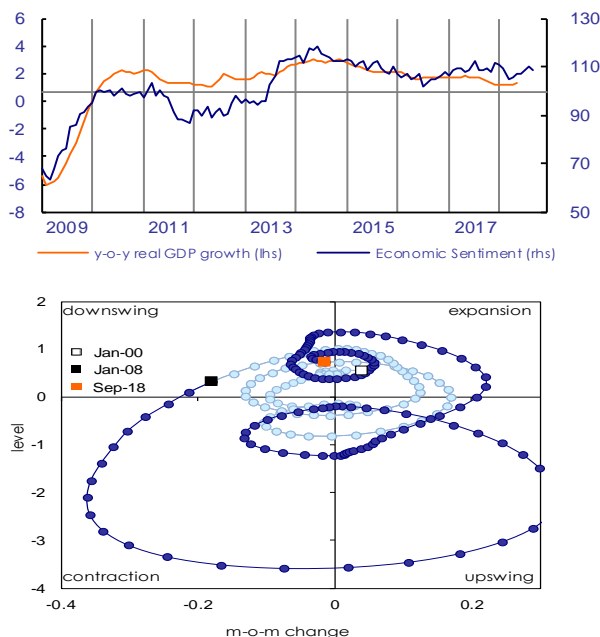 6 130
4
110
2
0
90
-2
-4
70
-6
-8 50
2009 2011 2013 2015 2017
y-o-y real GDP growth (lhs) Economic Sentiment (rhs)
2
downswing expansion
1
Jan-00
Jan-08
Sep-18
0
-1
level
-2
-3
contraction upswing
-4
-0.4 -0.2 0 0.2
m-o-m change